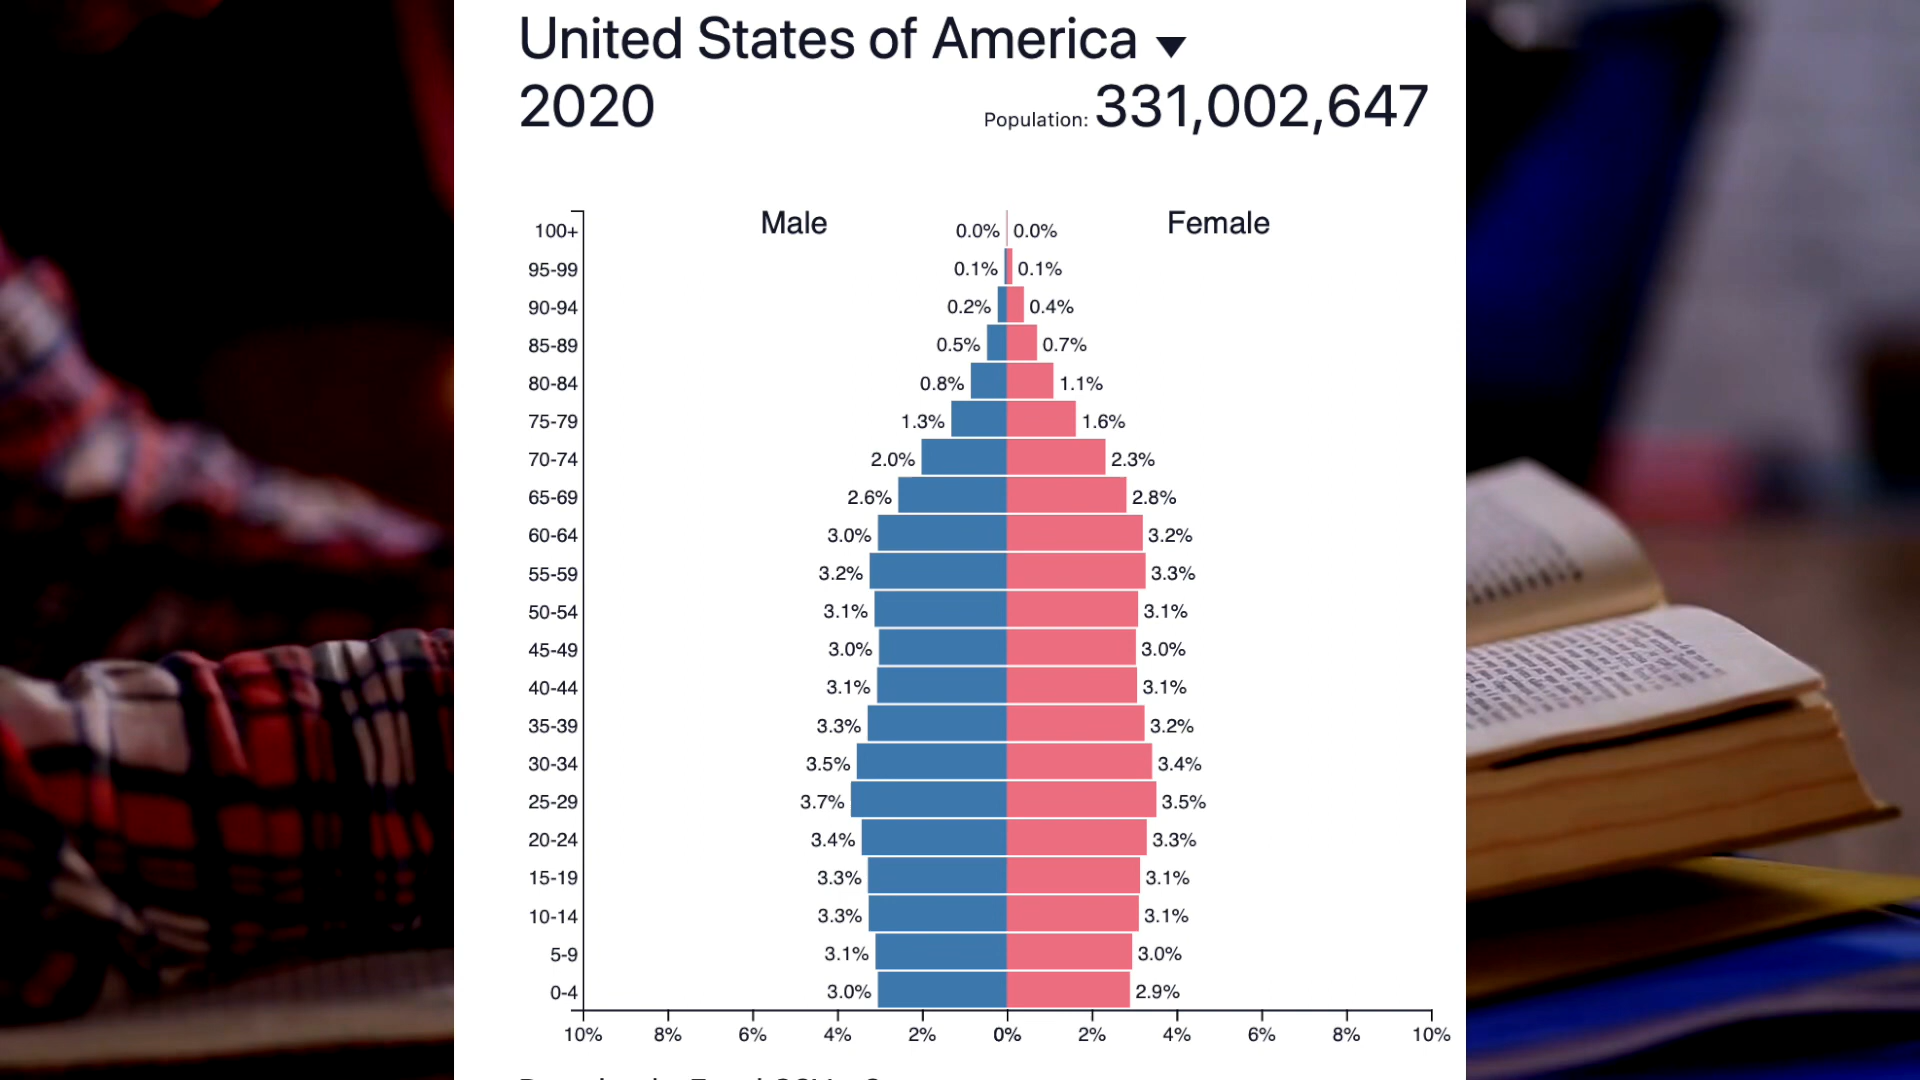 United States of America
2020
Population: 331,002,647
Male Female
100+ 0.0% 0.0%
95-99 0.1% 0.1%
90-94 0.2% 0.4%
85-89 0.5% 0.7%
80-84 0.8% 1.1%
75-79 1.3% 1.6%
70-74 2.0% 2.3%
65-69 2.6% 2.8%
60-64 3.0% 3.2%
55-59 3.2% 3.3%
50-54 3.1% 3.1%
45-49 3.0% 3.0%
40-44 3.1% 3.1%
35-39 3.3% 3.2%
30-34 3.5% 3.4%
25-29 3.7% 3.5%
20-24 3.4% 3.3%
15-19 3.3% 3.1%
10-14 3.3% 3.1%
5-9 3.1% 3.0%
0-4 3.0% 2.9%
10% 8% 6% 4% 2% 0% 2% 4% 6% 8% 10%